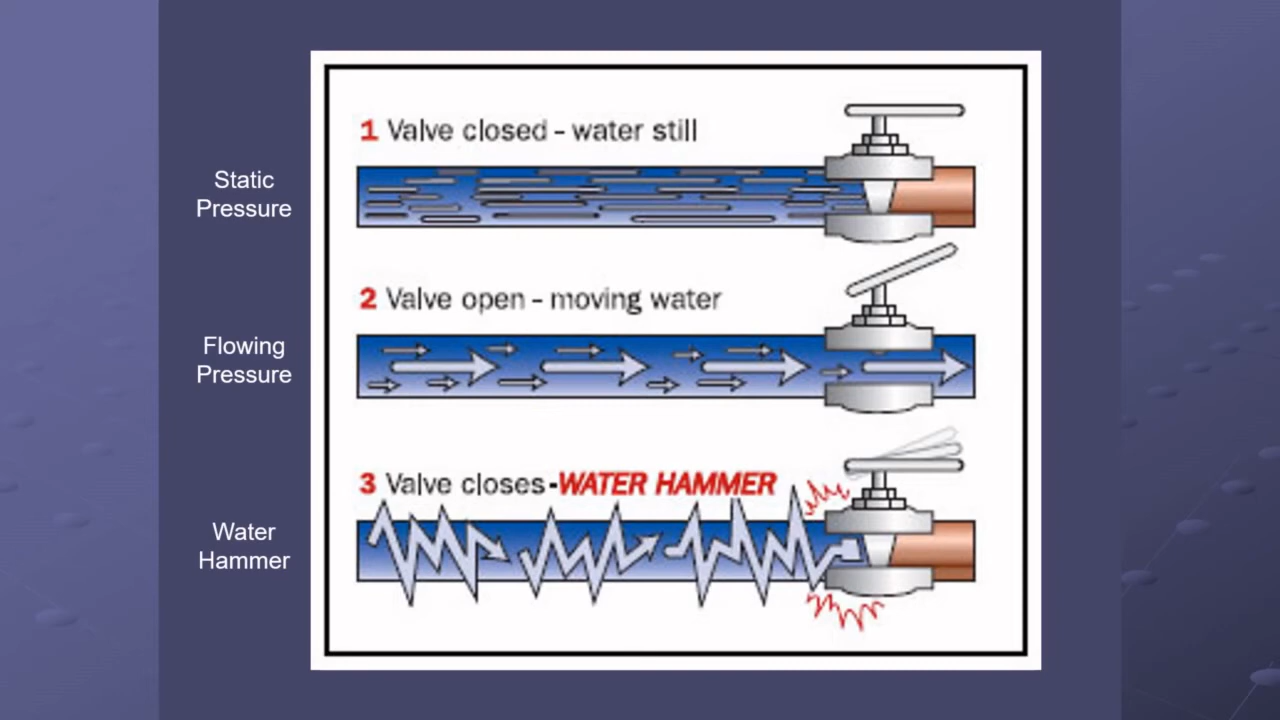 1 Valve closed - water still
Static
Pressure
2 Valve open - moving water
Flowing
Pressure
3 Valve closes-WATER HAMMER
Water
Hammer